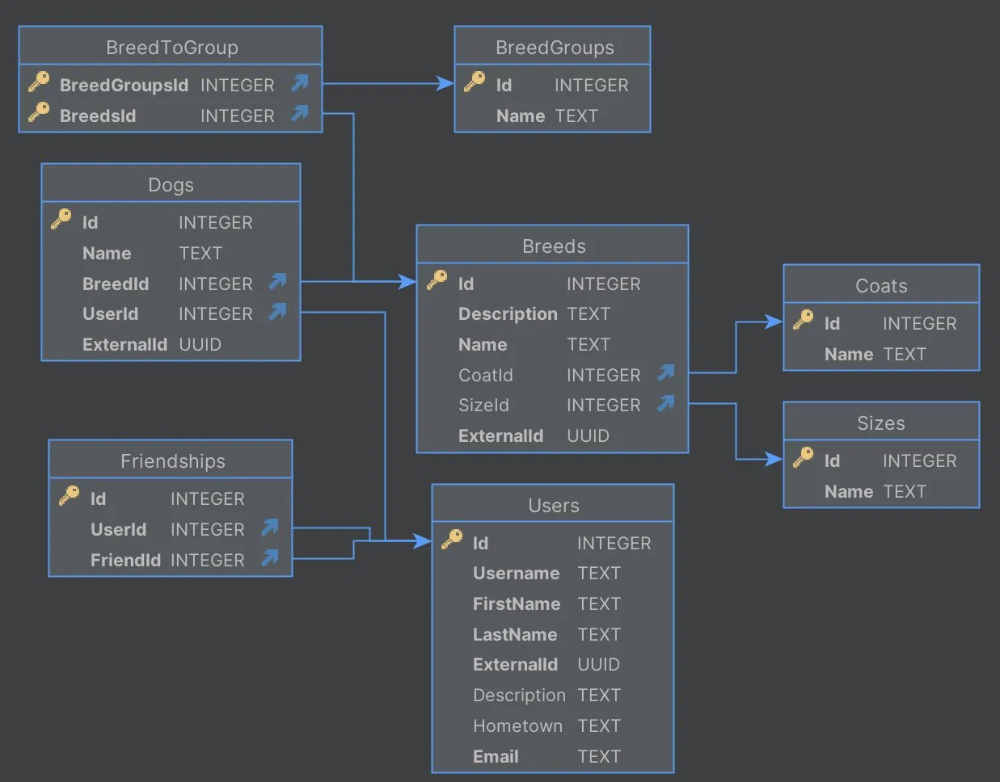 BreedToGroup
BreedGroupsId INTEGER
BreedsId INTEGER
BreedGroups
Id INTEGER
Name TEXT
Dogs
Id INTEGER
Name TEXT
BreedId INTEGER
UserId INTEGER
ExternalId UUID
Breeds
Id INTEGER
Description TEXT
Name TEXT
CoatId INTEGER
SizeId INTEGER
ExternalId UUID
Coats
Id INTEGER
Name TEXT
Sizes
Id INTEGER
Name TEXT
Friendships
Id INTEGER
UserId INTEGER
FriendId INTEGER
Users
Id INTEGER
Username TEXT
FirstName TEXT
LastName TEXT
ExternalId UUID
Description TEXT
Hometown TEXT
Email TEXT